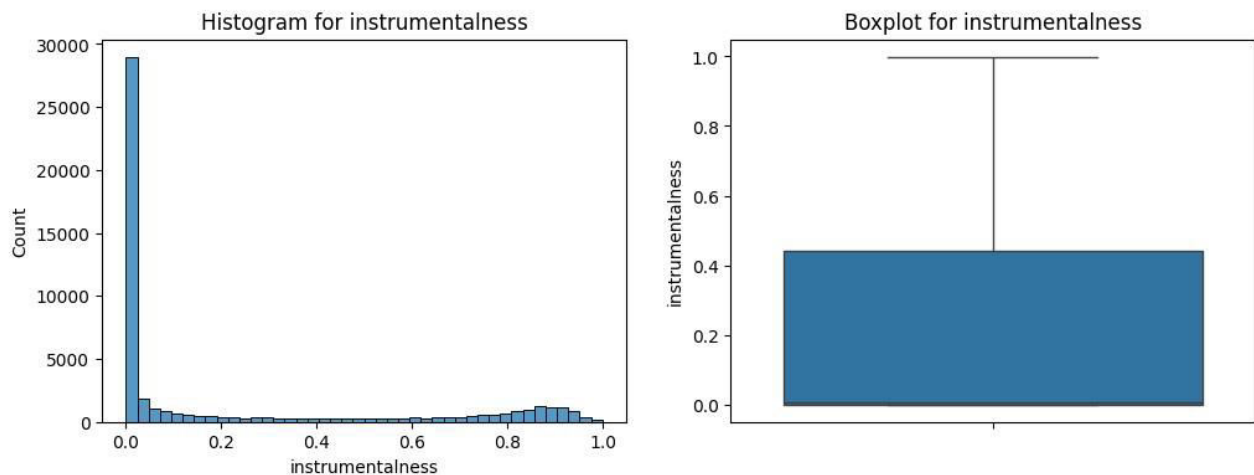 Histogram for instrumentalness
30000
25000
20000
15000
10000
5000
0
Count
0.0 0.2 0.4 0.6 0.8 1.0
instrumentalness
Boxplot for instrumentalness
1.0
0.8
0.6
0.4
0.2
0.0
instrumentalness